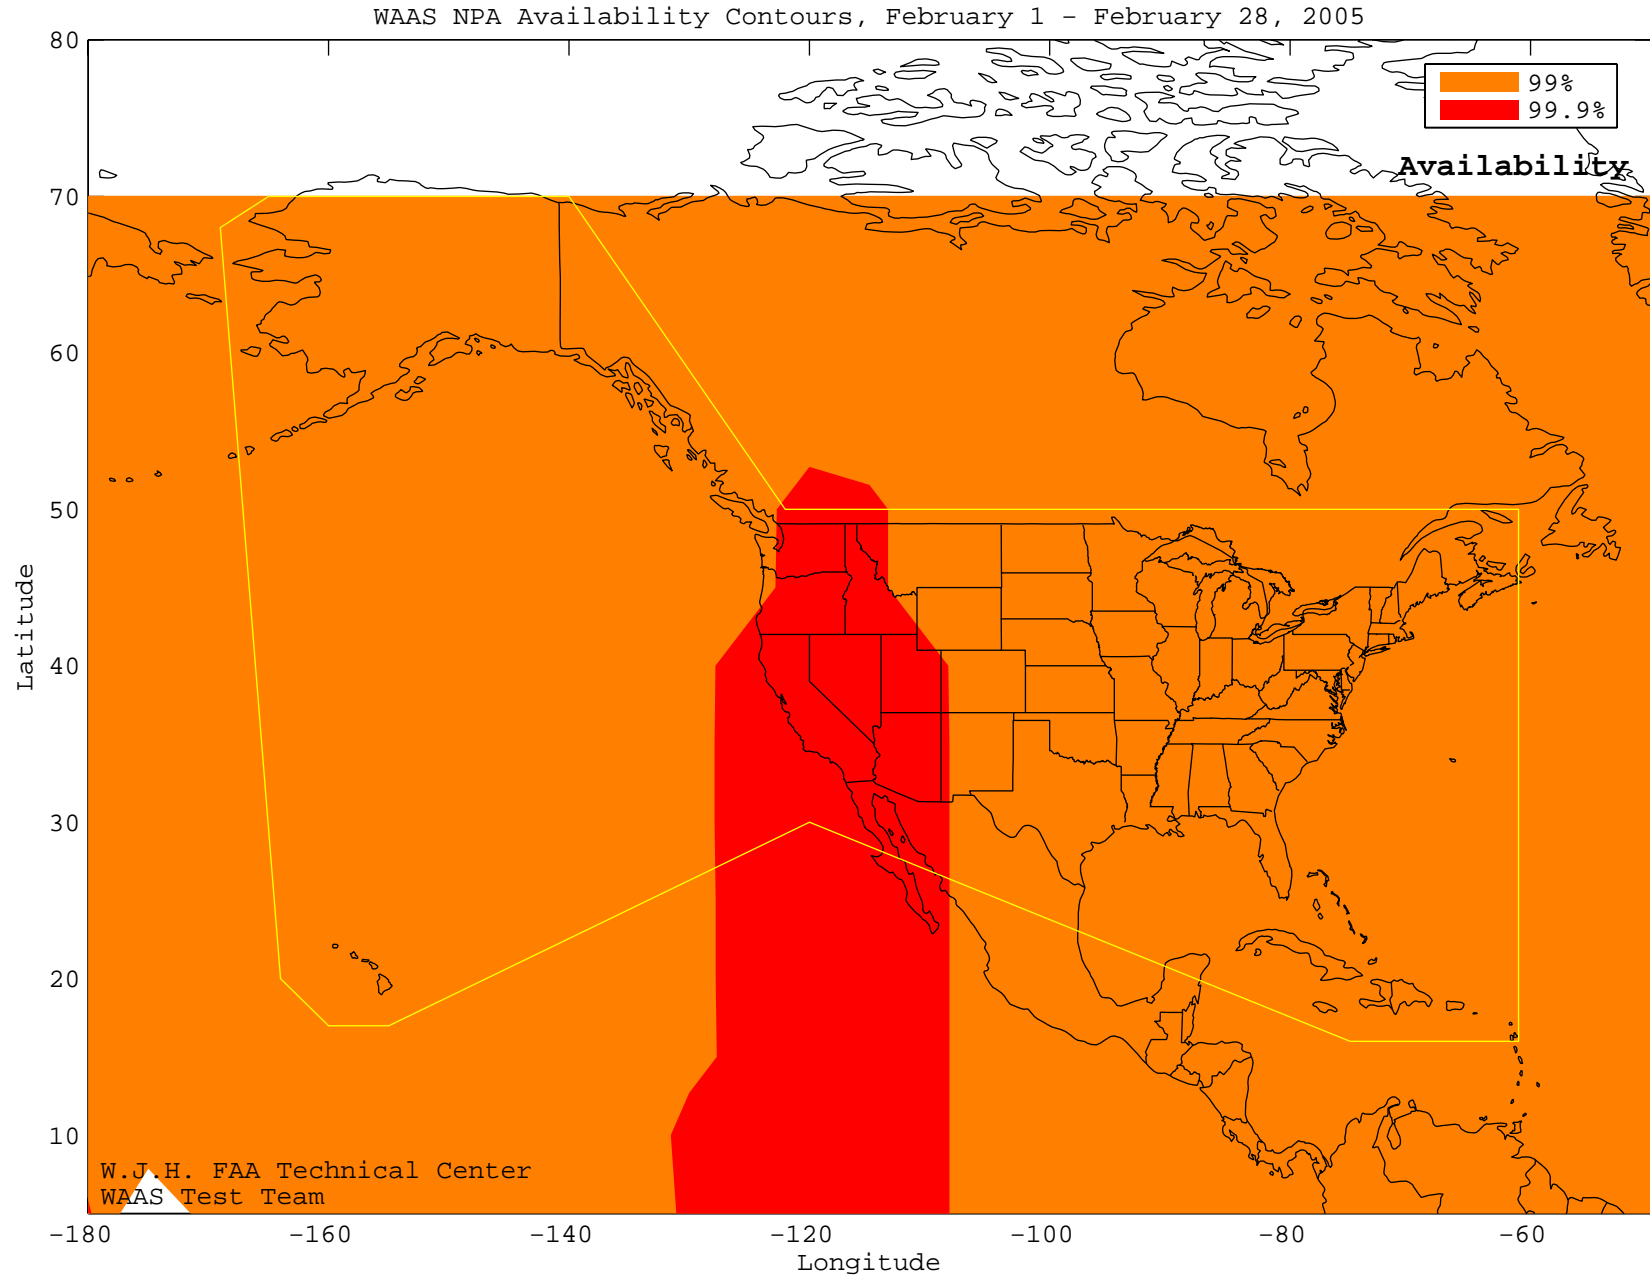 WAAS NPA Availability Contours, February 1 - February 28, 2005
80
99%
99.9%
Availability
70
60
50
40
30
20
10
Latitude
W.J.H. FAA Technical Center
WAAS Test Team
-180 -160 -140 -120 -100 -80 -60
Longitude